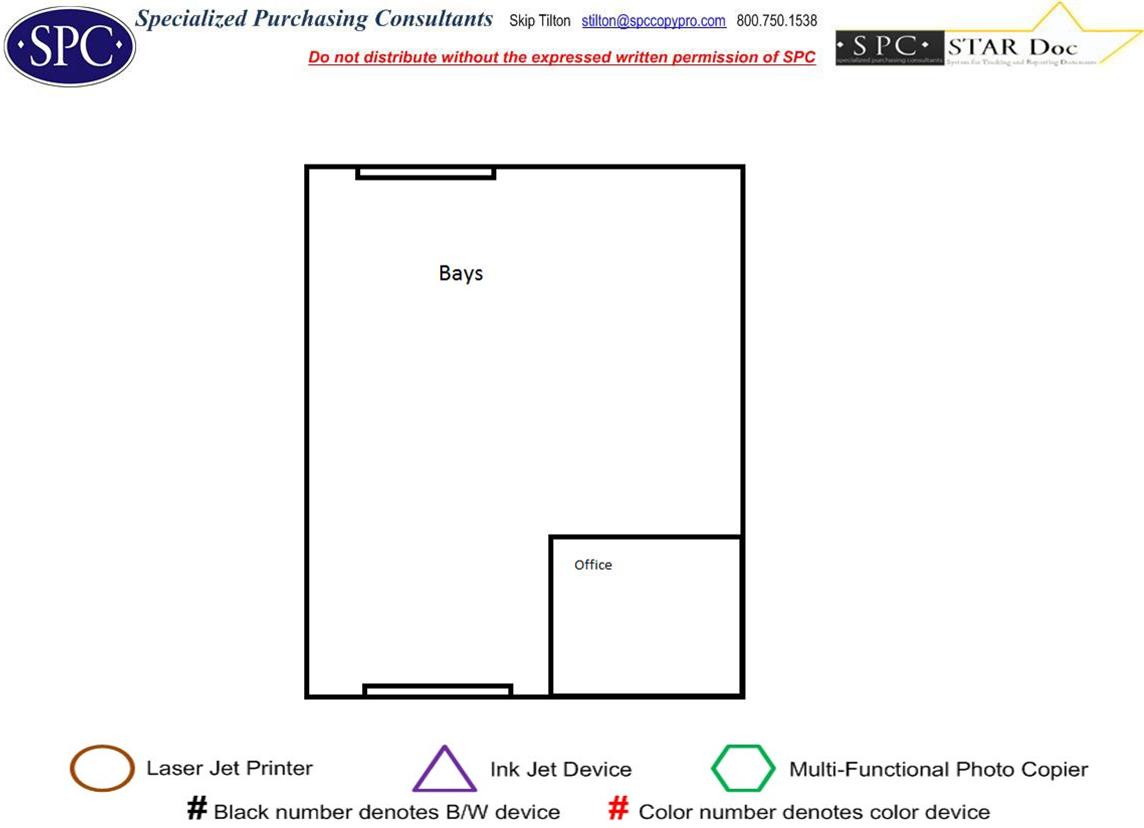 ·SPC· Specialized Purchasing Consultants Skip Tilton stilton@spccopypro.com 800.750.1538
Do not distribute without the expressed written permission of SPC
·SPC· STAR Doc
specialized purchasing consultants System for Tracking and Reporting Documents
Bays
Office
Laser Jet Printer Ink Jet Device Multi-Functional Photo Copier
# Black number denotes B/W device # Color number denotes color device